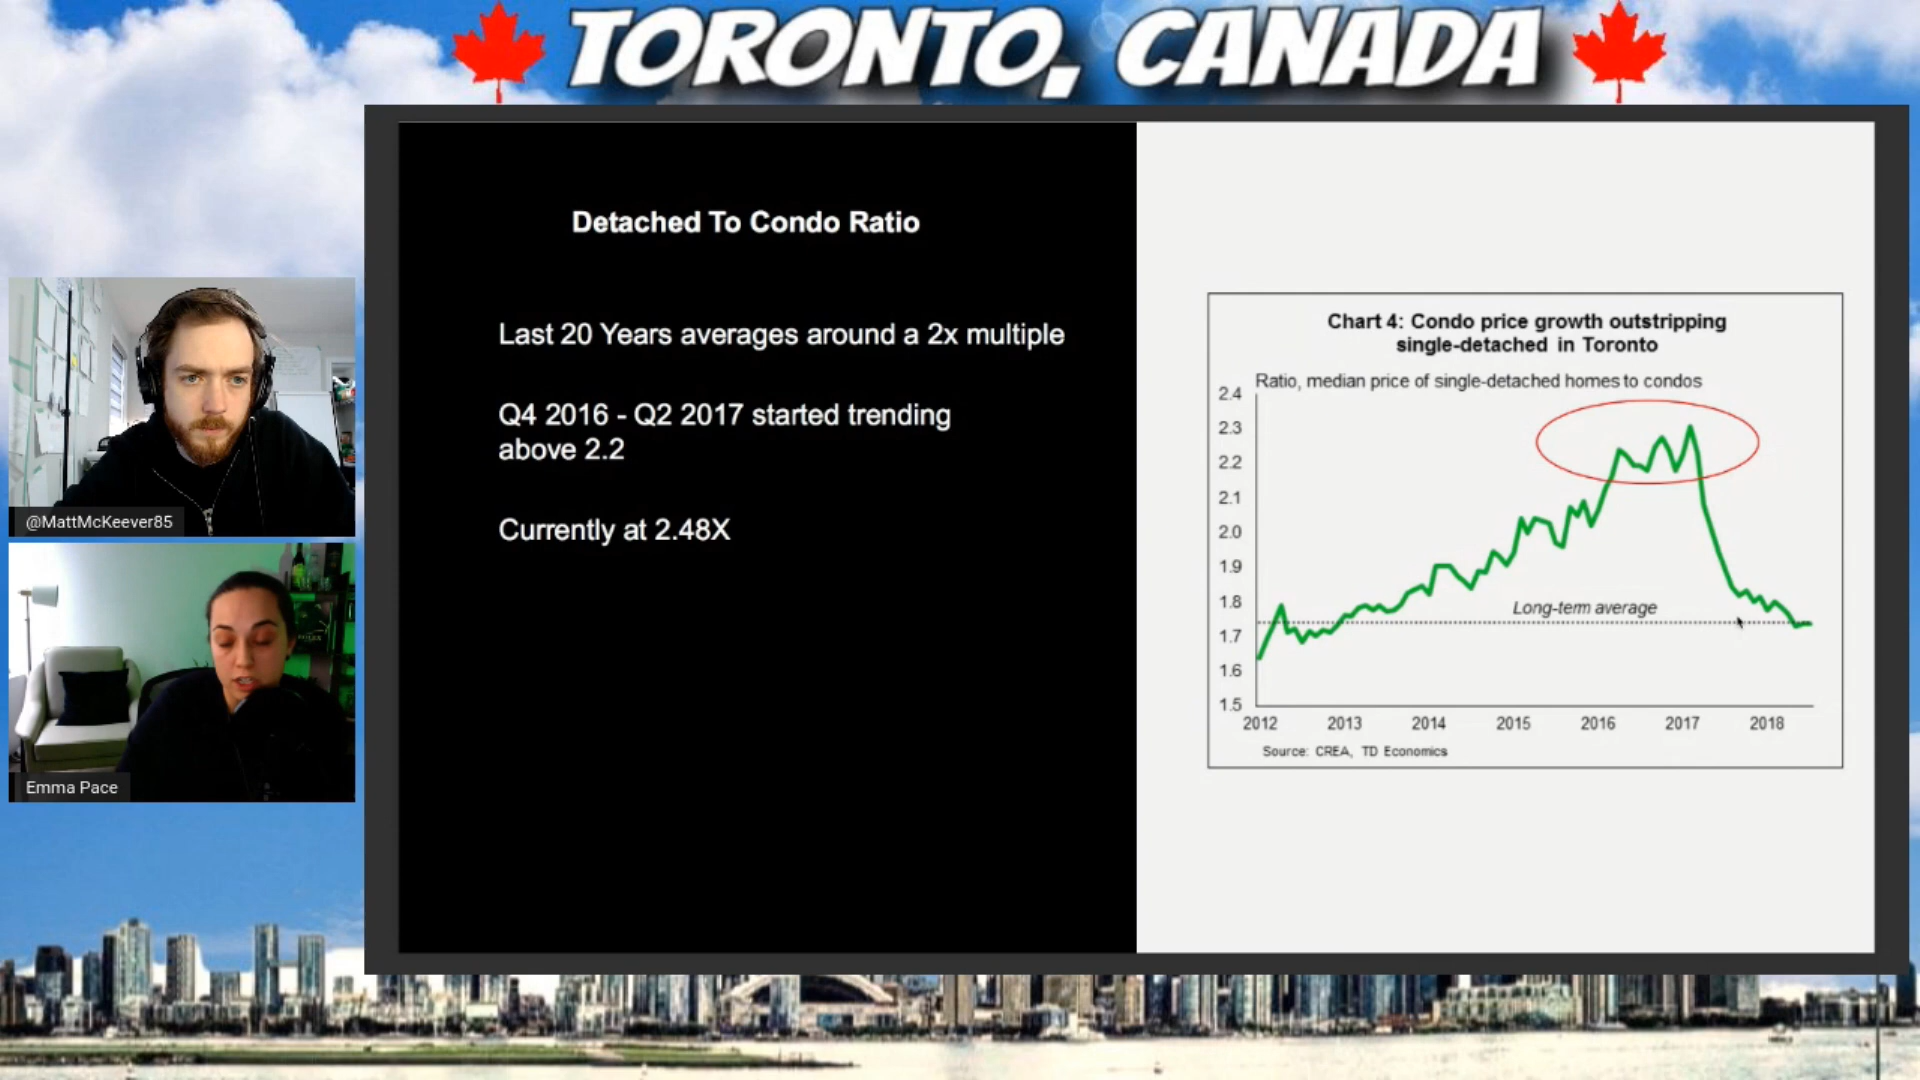 TORONTO, CANADA
Detached To Condo Ratio
Last 20 Years averages around a 2x multiple
Q4 2016 - Q2 2017 started trending
above 2.2
Currently at 2.48X
Chart 4: Condo price growth outstripping
single-detached in Toronto
Ratio, median price of single-detached homes to condos
2.4
2.3
2.2
2.1
2.0
1.9
1.8
1.7
1.6
1.5
Long-term average
2012 2013 2014 2015 2016 2017 2018
Source: CREA, TD Economics
@MattMcKeever85
Emma Pace